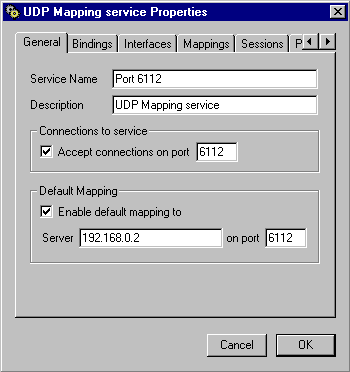 UDP Mapping service Properties
General Bindings Interfaces Mappings Sessions
Service Name Port 6112
Description UDP Mapping service
Connections to service
Accept connections on port 6112
Default Mapping
Enable default mapping to
Server 192.168.0.2 on port 6112
Cancel OK